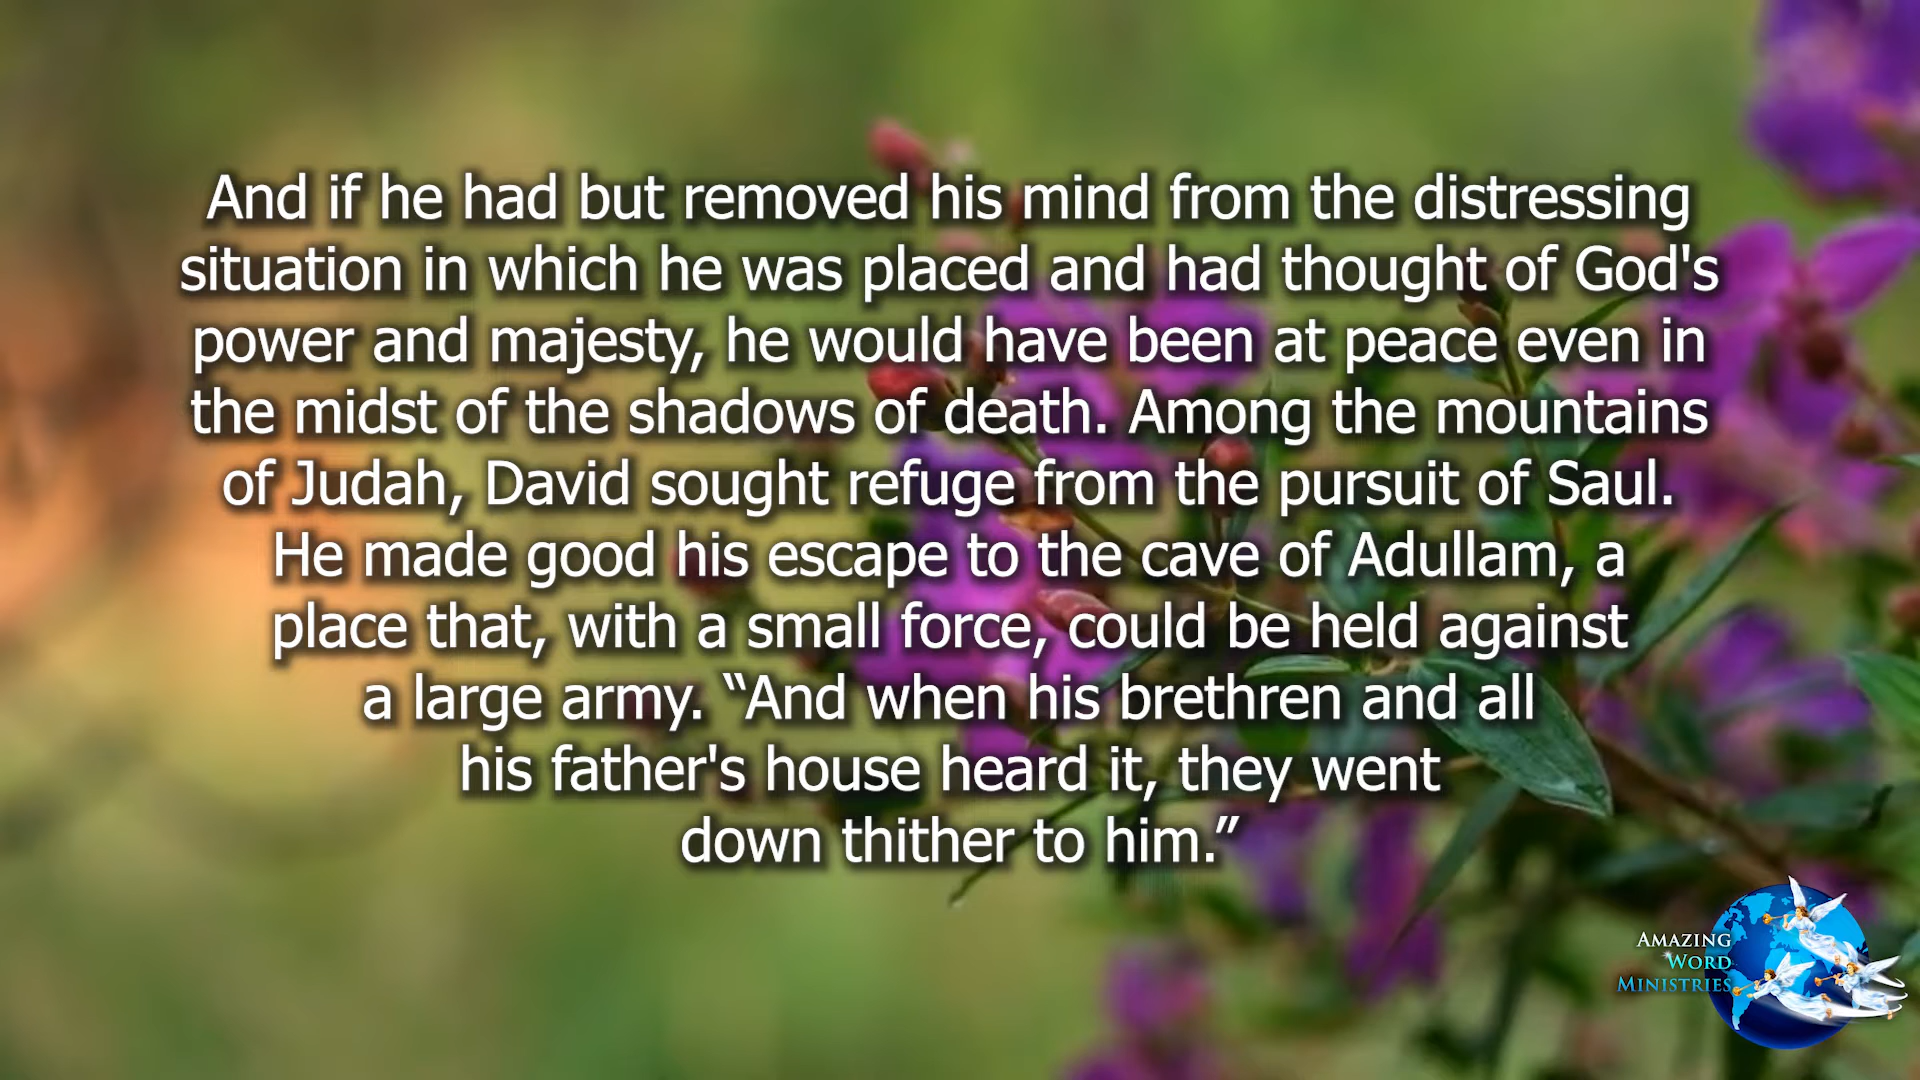 And if he had but removed his mind from the distressing
situation in which he was placed and had thought of God's
power and majesty, he would have been at peace even in
the midst of the shadows of death. Among the mountains
of Judah, David sought refuge from the pursuit of Saul.
He made good his escape to the cave of Adullam, a
place that, with a small force, could be held against
a large army. “And when his brethren and all
his father's house heard it, they went
down thither to him.”
AMAZING
WORD
MINISTRIES